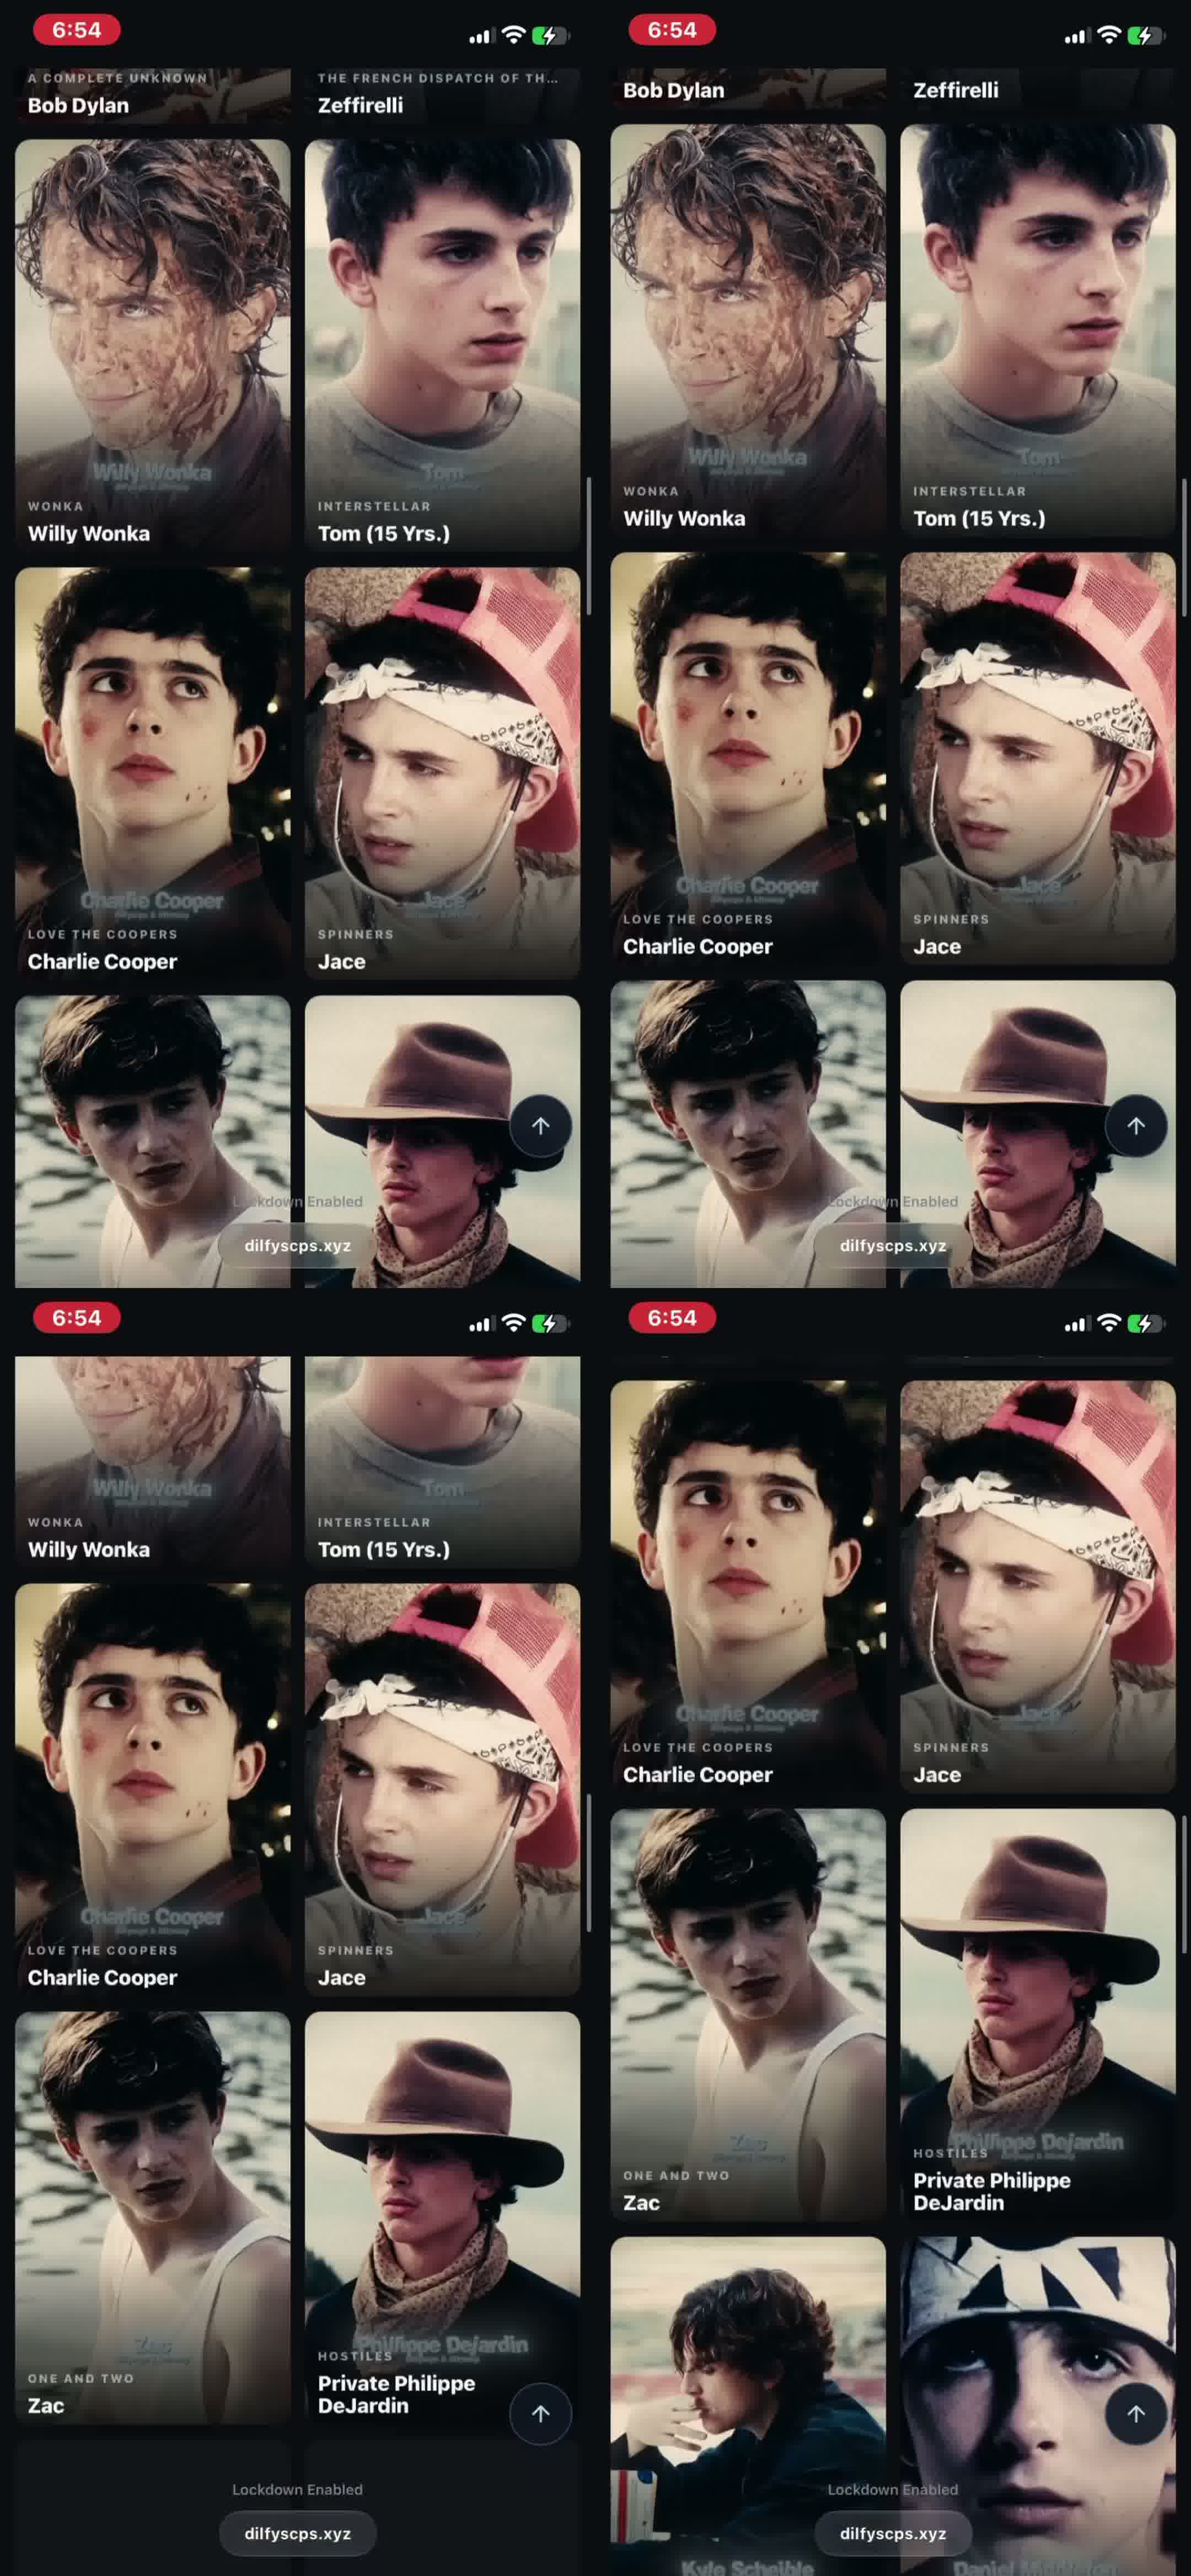 6:54
A COMPLETE UNKNOWN
Bob Dylan
THE FRENCH DISPATCH OF TH...
Zeffirelli
Willy Wonka
WONKA
Willy Wonka
Tom
INTERSTELLAR
Tom (15 Yrs.)
Charlie Cooper
LOVE THE COOPERS
Charlie Cooper
Jace
SPINNERS
Jace
Lockdown Enabled
dilfyscps.xyz
6:54
Bob Dylan
Zeffirelli
Willy Wonka
WONKA
Willy Wonka
Tom
INTERSTELLAR
Tom (15 Yrs.)
Charlie Cooper
LOVE THE COOPERS
Charlie Cooper
Jace
SPINNERS
Jace
Lockdown Enabled
dilfyscps.xyz
6:54
Willy Wonka
WONKA
Willy Wonka
Tom
INTERSTELLAR
Tom (15 Yrs.)
Charlie Cooper
LOVE THE COOPERS
Charlie Cooper
Jace
SPINNERS
Jace
Zac
ONE AND TWO
Zac
Philippe Dejardin
HOSTILES
Private Philippe
DeJardin
Lockdown Enabled
dilfyscps.xyz
6:54
Charlie Cooper
LOVE THE COOPERS
Charlie Cooper
Jace
SPINNERS
Jace
Zac
ONE AND TWO
Zac
Philippe Dejardin
HOSTILES
Private Philippe
DeJardin
Lockdown Enabled
dilfyscps.xyz
Kyle Scheible
Daniel